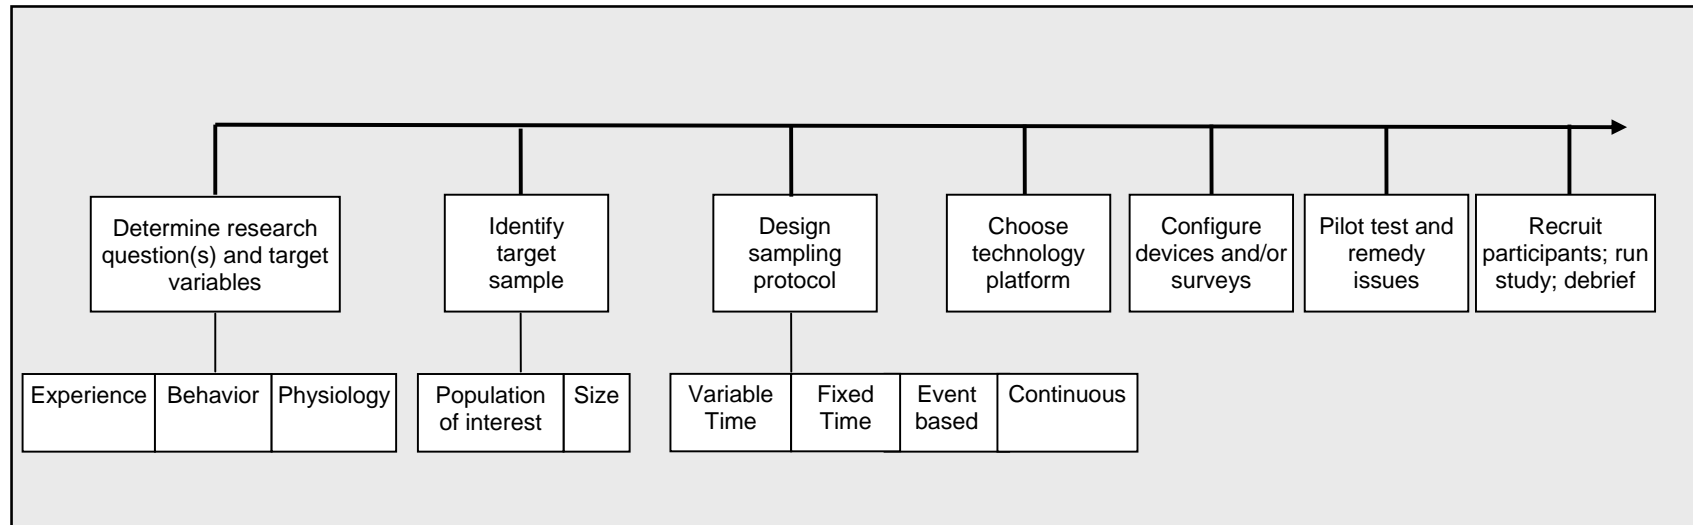 Determine research
question(s) and target
variables
Identify
target
sample
Design
sampling
protocol
Choose
technology
platform
Configure
devices and/or
surveys
Pilot test and
remedy
issues
Recruit
participants; run
study; debrief
Experience
Behavior
Physiology
Population
of interest
Size
Variable
Time
Fixed
Time
Event
based
Continuous